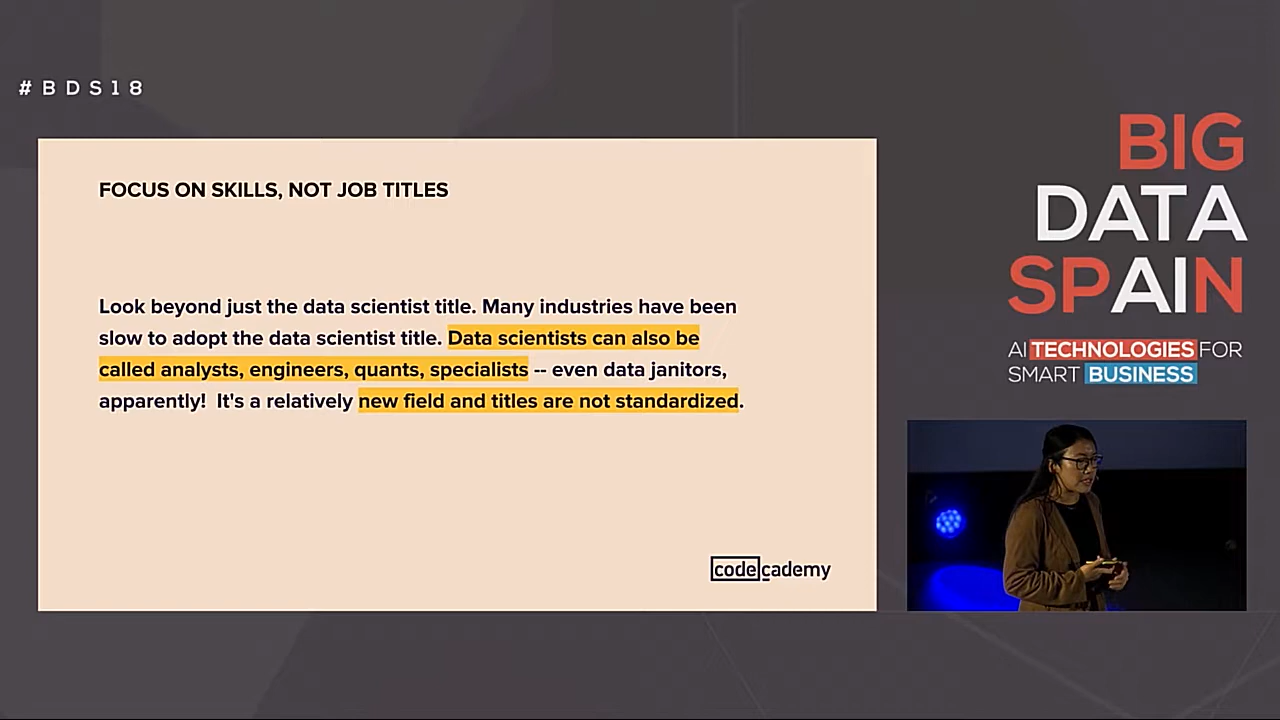 #BDS18
FOCUS ON SKILLS, NOT JOB TITLES
Look beyond just the data scientist title. Many industries have been
slow to adopt the data scientist title. Data scientists can also be
called analysts, engineers, quants, specialists -- even data janitors,
apparently!  It's a relatively new field and titles are not standardized.
codecademy
BIG
DATA
SPAIN
AI TECHNOLOGIES FOR
SMART BUSINESS